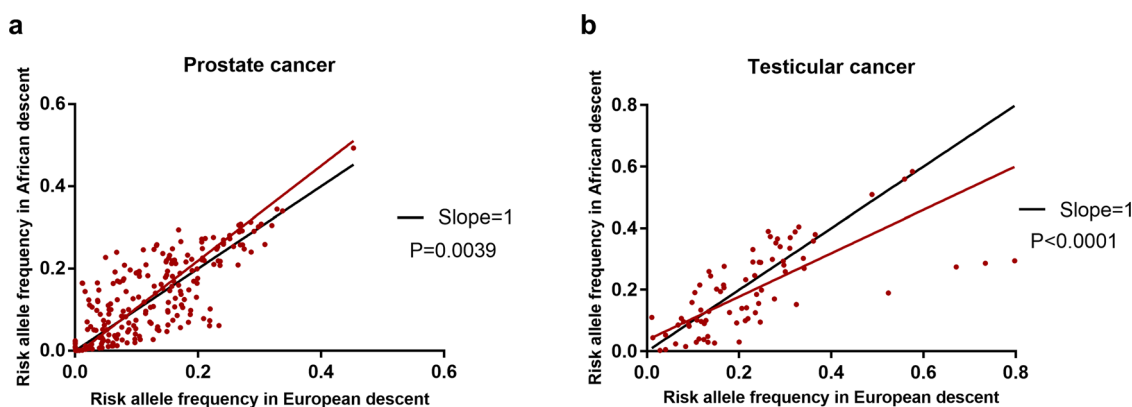 a
Prostate cancer
Risk allele frequency in African descent
0.6
0.4
0.2
0.0
0.0 0.2 0.4 0.6
Risk allele frequency in European descent
Slope=1
P=0.0039
b
Testicular cancer
Risk allele frequency in African descent
0.8
0.6
0.4
0.2
0.0
0.0 0.2 0.4 0.6 0.8
Risk allele frequency in European descent
Slope=1
P<0.0001